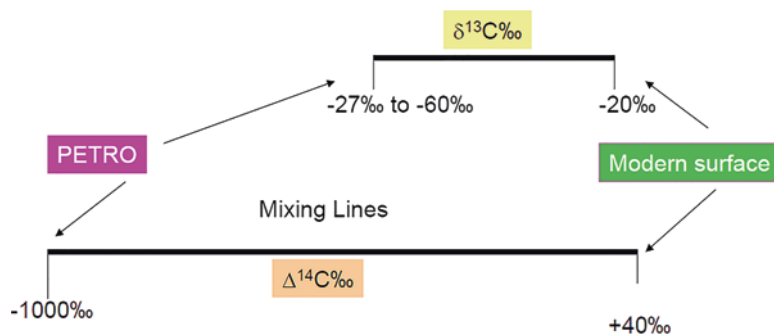 δ¹³C‰
-27‰ to -60‰
-20‰
PETRO
Modern surface
Mixing Lines
Δ¹⁴C‰
-1000‰
+40‰